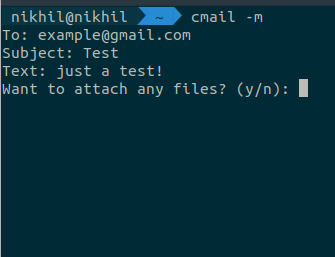 nikhil@nikhil ~ cmail -m
To: example@gmail.com
Subject: Test
Text: just a test!
Want to attach any files? (y/n):